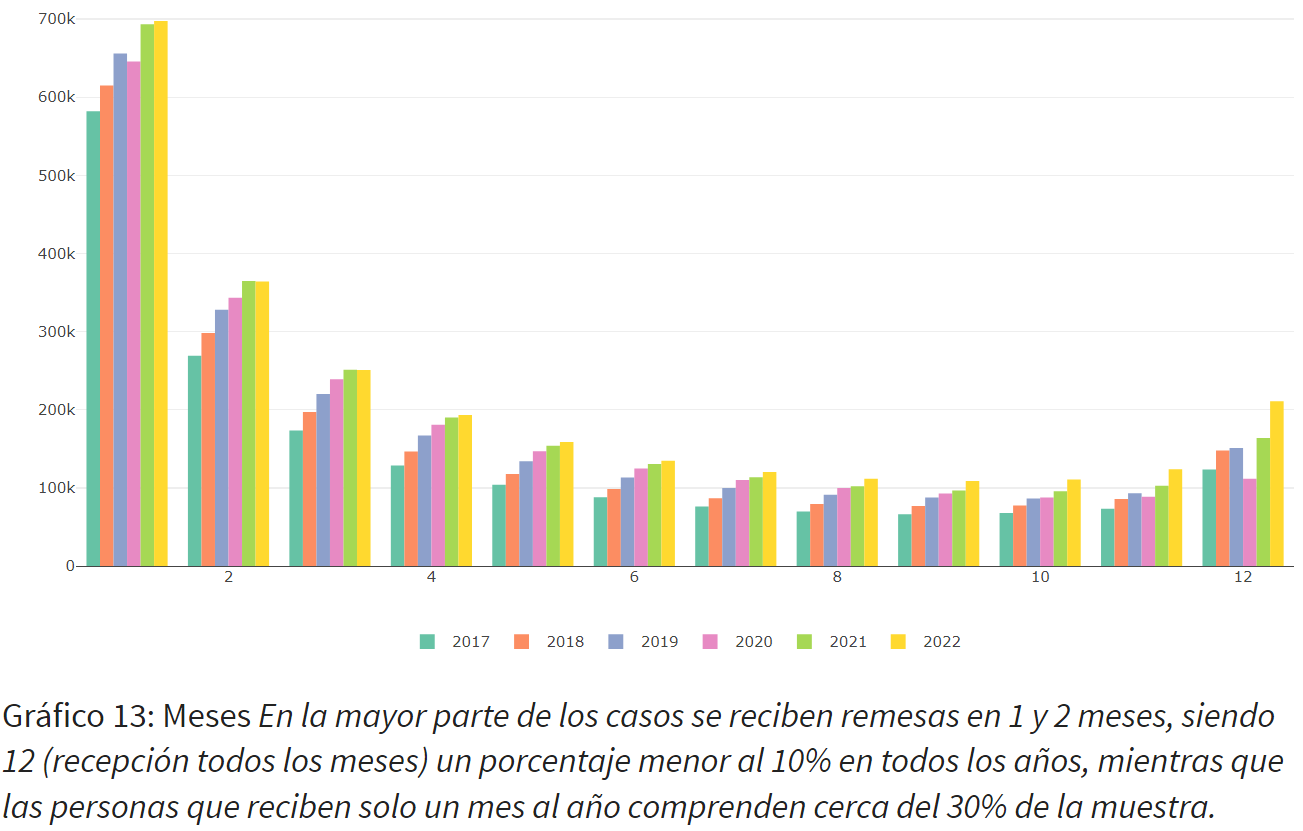 700k
600k
500k
400k
300k
200k
100k
0
2
4
6
8
10
12
2017 2018 2019 2020 2021 2022
Gráfico 13: Meses En la mayor parte de los casos se reciben remesas en 1 y 2 meses, siendo
12 (recepción todos los meses) un porcentaje menor al 10% en todos los años, mientras que
las personas que reciben solo un mes al año comprenden cerca del 30% de la muestra.